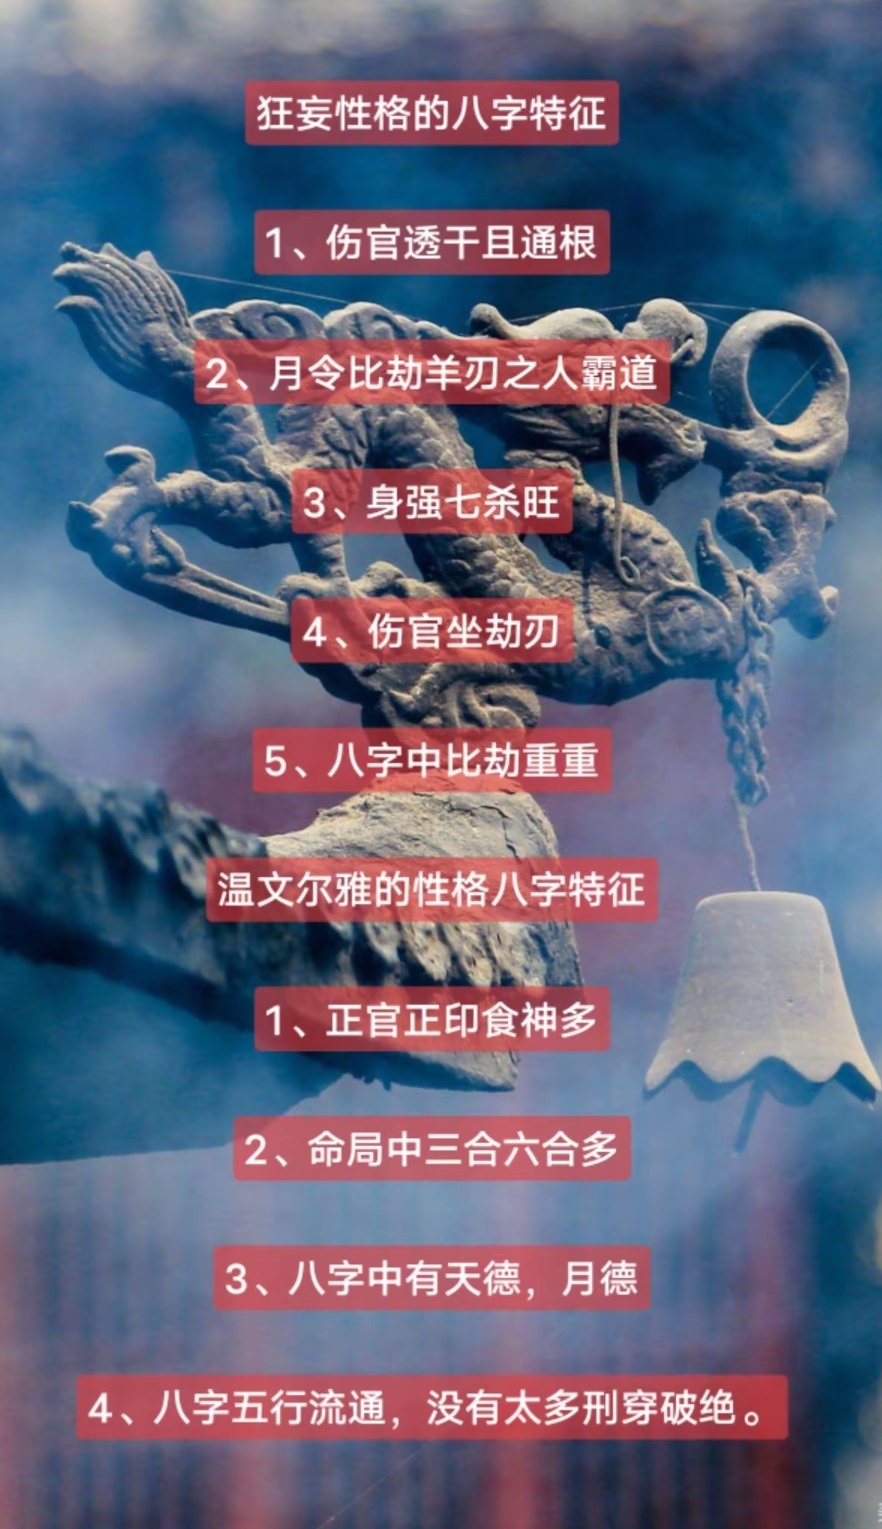 狂妄性格的八字特征
1、伤官透干且通根
2、月令比劫羊刃之人霸道
3、身强七杀旺
4、伤官坐劫刃
5、八字中比劫重重
温文尔雅的性格八字特征
1、正官正印食神多
2、命局中三合六合多
3、八字中有天德，月德
4、八字五行流通，没有太多刑穿破绝。